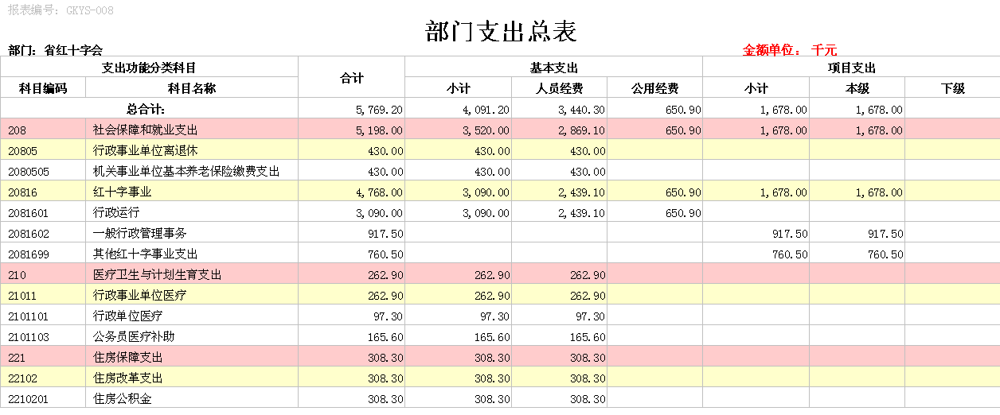 报表编号：GKYS-008
部门支出总表
部门：省红十字会 金额单位： 千元
支出功能分类科目 合计 基本支出 项目支出
科目编码 科目名称 小计 人员经费 公用经费 小计 本级 下级
总合计： 5,769.20 4,091.20 3,440.30 650.90 1,678.00 1,678.00
208 社会保障和就业支出 5,198.00 3,520.00 2,869.10 650.90 1,678.00 1,678.00
20805 行政事业单位离退休 430.00 430.00 430.00
2080505 机关事业单位基本养老保险缴费支出 430.00 430.00 430.00
20816 红十字事业 4,768.00 3,090.00 2,439.10 650.90 1,678.00 1,678.00
2081601 行政运行 3,090.00 3,090.00 2,439.10 650.90
2081602 一般行政管理事务 917.50 917.50 917.50
2081699 其他红十字事业支出 760.50 760.50 760.50
210 医疗卫生与计划生育支出 262.90 262.90 262.90
21011 行政事业单位医疗 262.90 262.90 262.90
2101101 行政单位医疗 97.30 97.30 97.30
2101103 公务员医疗补助 165.60 165.60 165.60
221 住房保障支出 308.30 308.30 308.30
22102 住房改革支出 308.30 308.30 308.30
2210201 住房公积金 308.30 308.30 308.30